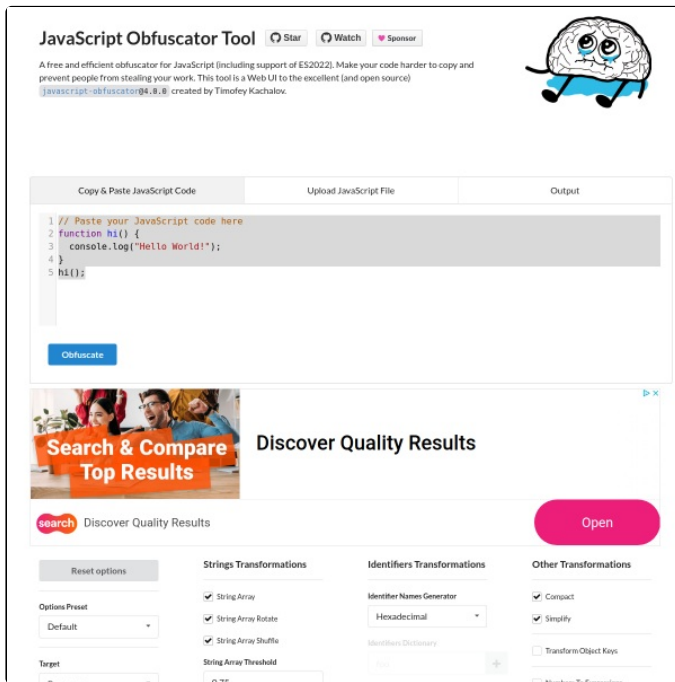 JavaScript Obfuscator Tool Star Watch Sponsor
A free and efficient obfuscator for JavaScript (including support of ES2022). Make your code harder to copy and
prevent people from stealing your work. This tool is a Web UI to the excellent (and open source)
javascript-obfuscator@4.0.0 created by Timofey Kachalov.
Copy & Paste JavaScript Code Upload JavaScript File Output
1 // Paste your JavaScript code here
2 function hi() {
3 console.log("Hello World!");
4 }
5 hi();
Obfuscate
Search & Compare
Top Results
Discover Quality Results
search Discover Quality Results
Open
Reset options Strings Transformations Identifiers Transformations Other Transformations
String Array Identifier Names Generator Compact
Options Preset
Default String Array Rotate Hexadecimal Simplify
String Array Shuffle Identifiers Dictionary
Transform Object Keys
Target String Array Threshold
0.75